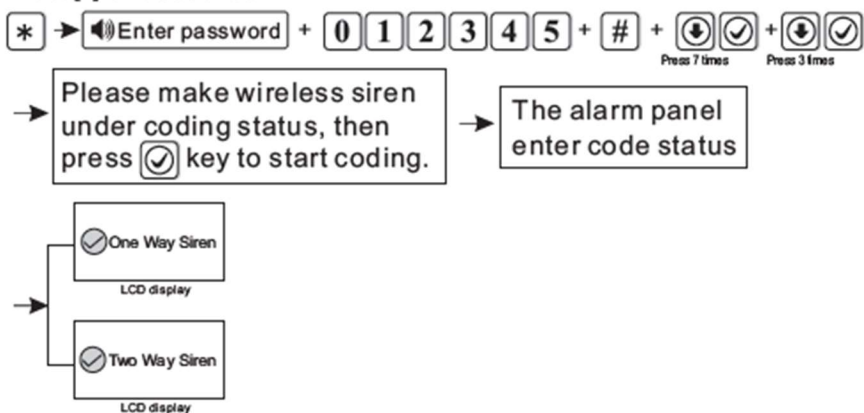 * Enter password + 0 1 2 3 4 5 + # + +
Press 7 times Press 3 times
Please make wireless siren
under coding status, then
press key to start coding.
The alarm panel
enter code status
One Way Siren
LCD display
Two Way Siren
LCD display